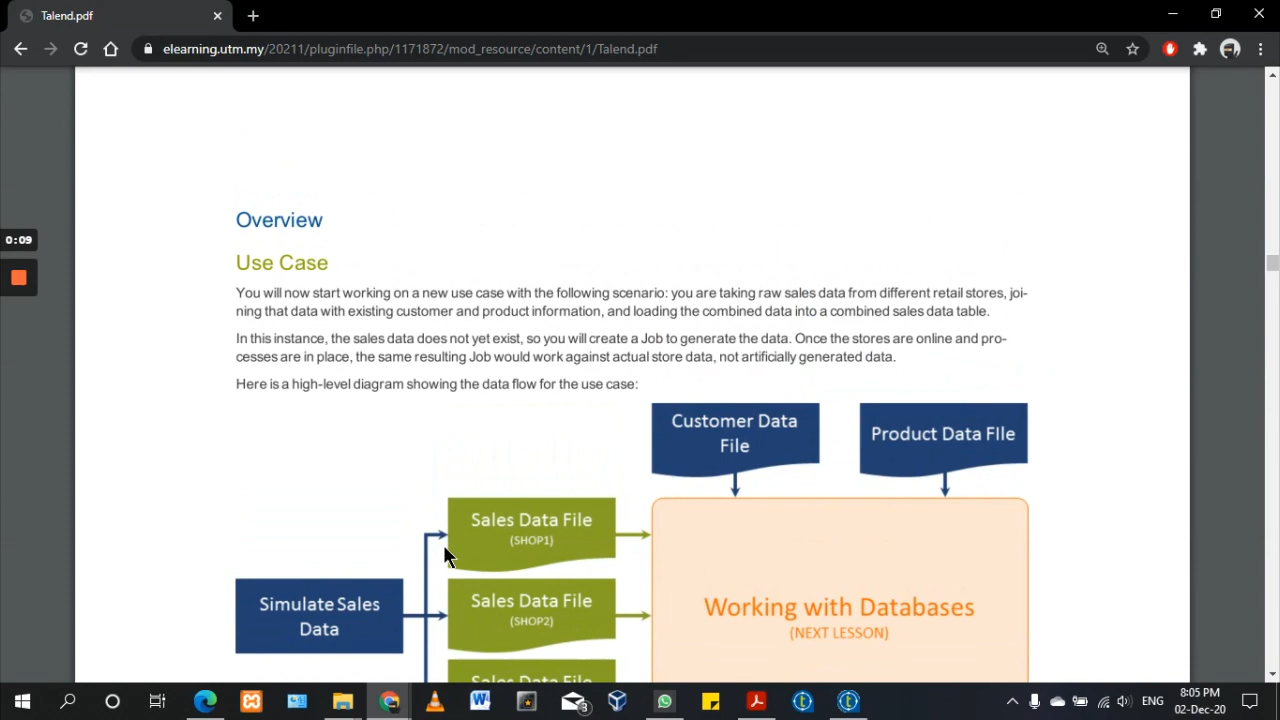 Talend.pdf
elearning.utm.my/20211/pluginfile.php/1171872/mod_resource/content/1/Talend.pdf
0:09
Overview
Use Case
You will now start working on a new use case with the following scenario: you are taking raw sales data from different retail stores, joi-
ning that data with existing customer and product information, and loading the combined data into a combined sales data table.
In this instance, the sales data does not yet exist, so you will create a Job to generate the data. Once the stores are online and pro-
cesses are in place, the same resulting Job would work against actual store data, not artificially generated data.
Here is a high-level diagram showing the data flow for the use case:
Customer Data
File
Product Data FIle
Sales Data File
(SHOP1)
Simulate Sales
Data
Sales Data File
(SHOP2)
Working with Databases
(NEXT LESSON)
Sales Data File
3
ENG
8:05 PM
02-Dec-20